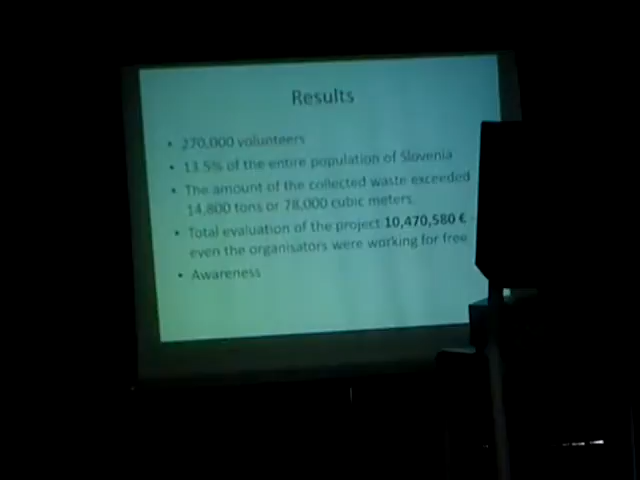 Results
• 270,000 volunteers
• 13.5% of the entire population of Slovenia
• The amount of the collected waste exceeded
14,800 tons or 78,000 cubic meters
• Total evaluation of the project 10,470,580 € -
even the organisators were working for free
• Awareness